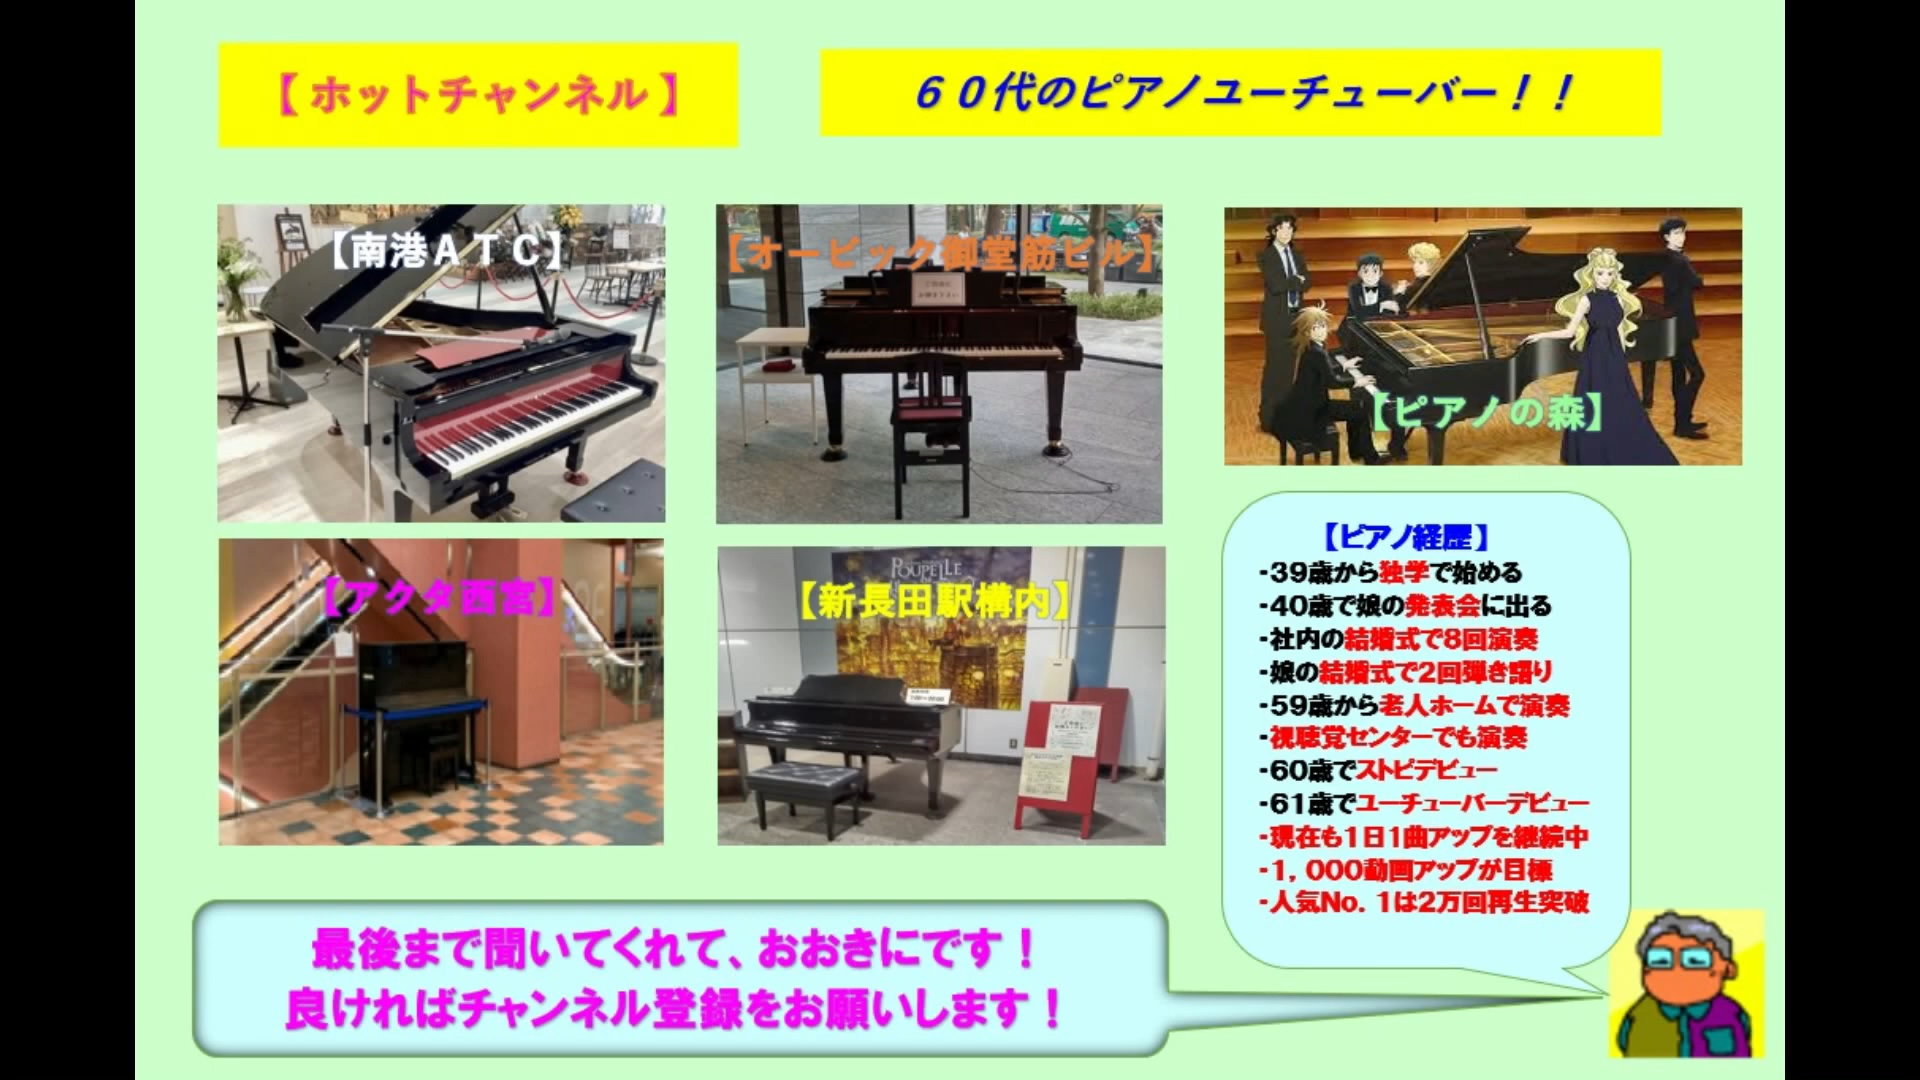 【ホットチャンネル】
６０代のピアノユーチューバー！！
【南港ＡＴＣ】
【オービック御堂筋ビル】
【ピアノの森】
【アクタ西宮】
POUPELLE
【新長田駅構内】
【ピアノ経歴】
・39歳から独学で始める
・40歳で娘の発表会に出る
・社内の結婚式で8回演奏
・娘の結婚式で2回弾き語り
・59歳から老人ホームで演奏
・視聴覚センターでも演奏
・60歳でストピデビュー
・61歳でユーチューバーデビュー
・現在も1日1曲アップを継続中
・1，000動画アップが目標
・人気No．1は2万回再生突破
最後まで聞いてくれて、おおきにです！
良ければチャンネル登録をお願いします！